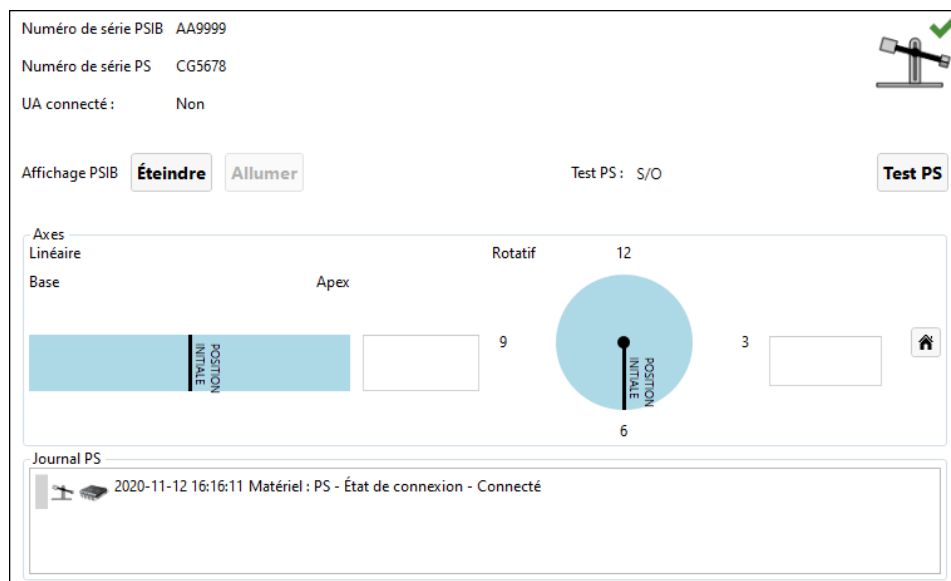 Numéro de série PSIB AA9999
Numéro de série PS CG5678
UA connecté : Non
Affichage PSIB Éteindre Allumer Test PS : S/O Test PS
Axes
Linéaire Rotatif 12
Base Apex
POSITION INITIALE 9 POSITION INITIALE 3
6
Journal PS
2020-11-12 16:16:11 Matériel : PS - État de connexion - Connecté